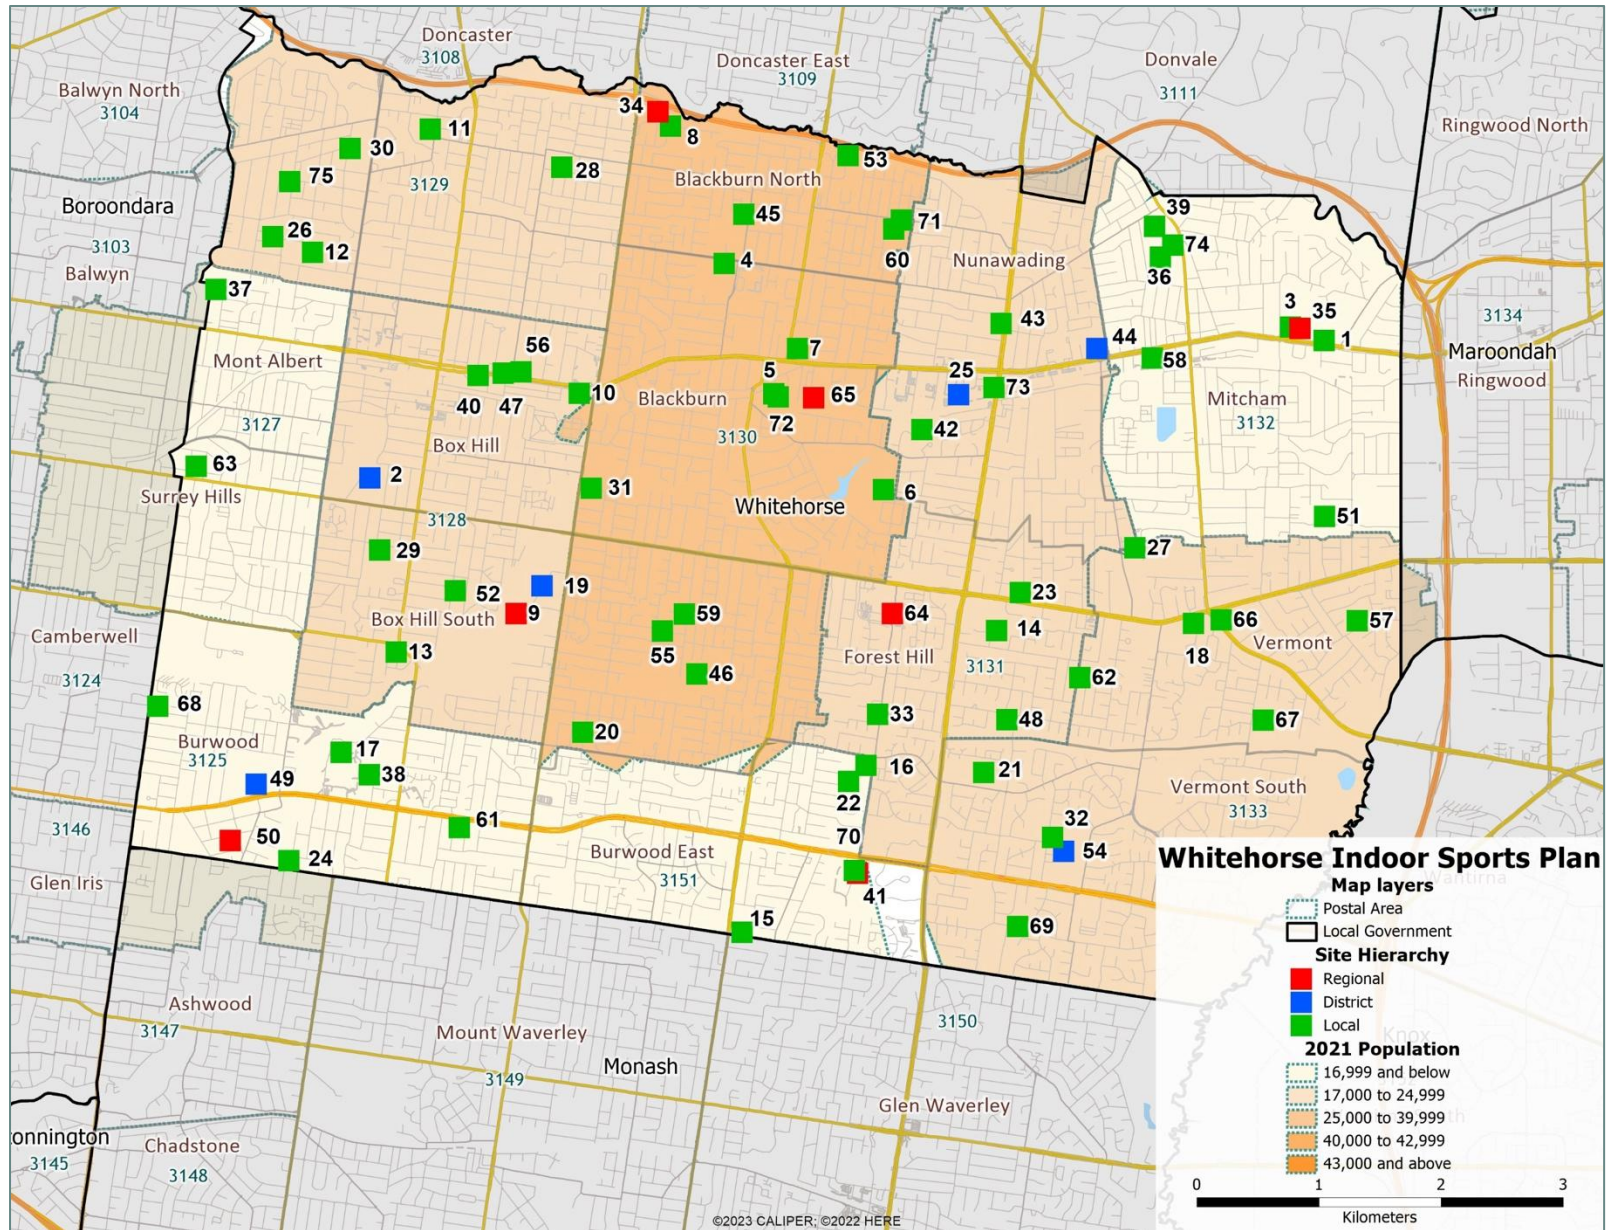 Doncaster
3108
Doncaster East
3109
Donvale
3111
Balwyn North
3104
Ringwood North
34
8
11
30
53
28
75
3129
Blackburn North
39
Boroondara
45
71
26
74
3103
12
4
60
Nunawading
36
Balwyn
37
3
35
43
3134
44
1
Mont Albert
56
7
58
Maroondah
Ringwood
5
25
10
Blackburn
65
73
Mitcham
40
47
72
3132
3127
42
3130
Box Hill
63
2
31
6
Surrey Hills
Whitehorse
51
3128
29
27
52
19
23
Box Hill South
9
59
64
66
57
Camberwell
14
Vermont
13
55
Forest Hill
18
3131
3124
46
62
68
33
48
67
20
Burwood
3125
17
16
21
38
49
22
Vermont South
3133
3146
61
32
70
50
Burwood East
54
24
3151
Glen Iris
41
15
69
Ashwood
3147
Mount Waverley
3150
Monash
3149
Glen Waverley
onnington
3145
Chadstone
3148
Whitehorse Indoor Sports Plan
Wantirna
Map layers
Postal Area
Local Government
Site Hierarchy
Regional
District
Local
Knox
2021 Population
16,999 and below
17,000 to 24,999
25,000 to 39,999
40,000 to 42,999
43,000 and above
0 1 2 3
Kilometers
©2023 CALIPER; ©2022 HERE